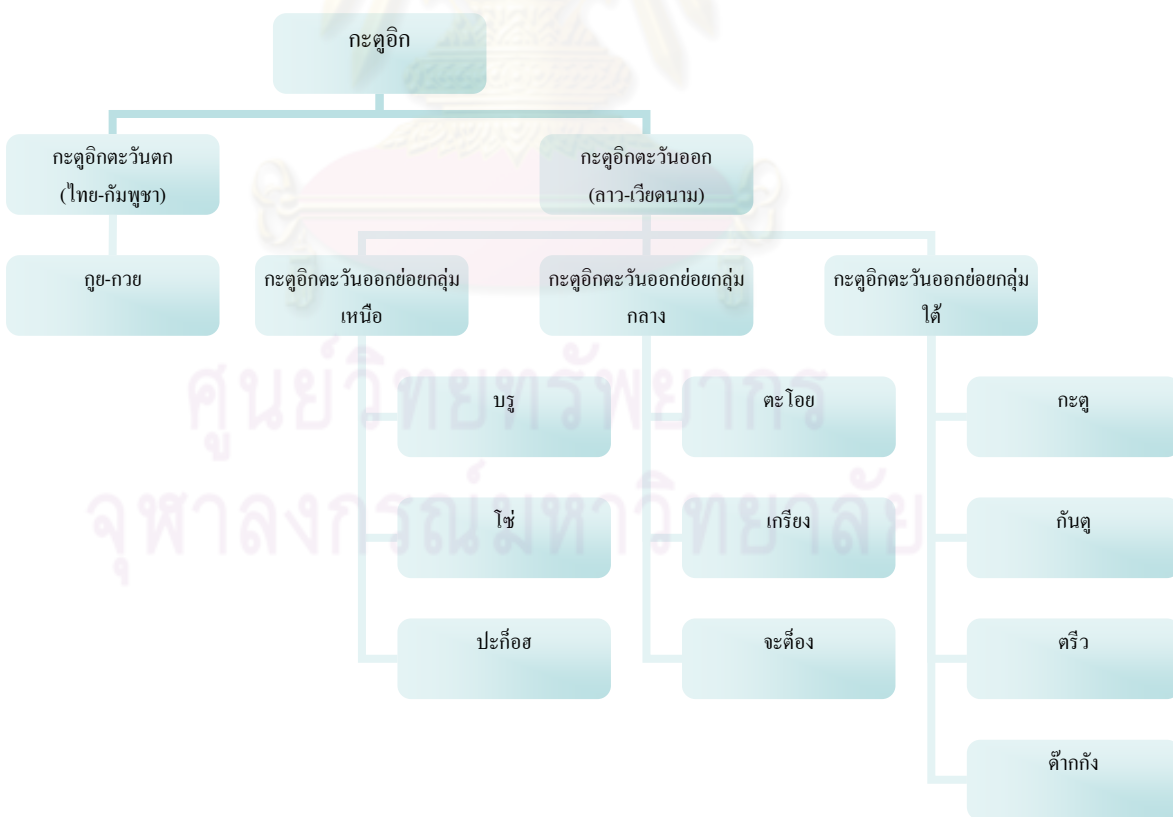 กะตูอิก
กะตูอิกตะวันตก
(ไทย-กัมพูชา)
กะตูอิกตะวันออก
(ลาว-เวียดนาม)
กูย-กวย
กะตูอิกตะวันออกย่อยกลุ่ม
เหนือ
กะตูอิกตะวันออกย่อยกลุ่ม
กลาง
กะตูอิกตะวันออกย่อยกลุ่ม
ใต้
บรู
ตะโอย
กะตู
โซ่
เกรียง
กันตู
ปะก็อฮ
จะต็อง
ตรีว
ด๊ากกัง
ศูนย์วิทยทรัพยากร
จุฬาลงกรณ์มหาวิทยาลัย